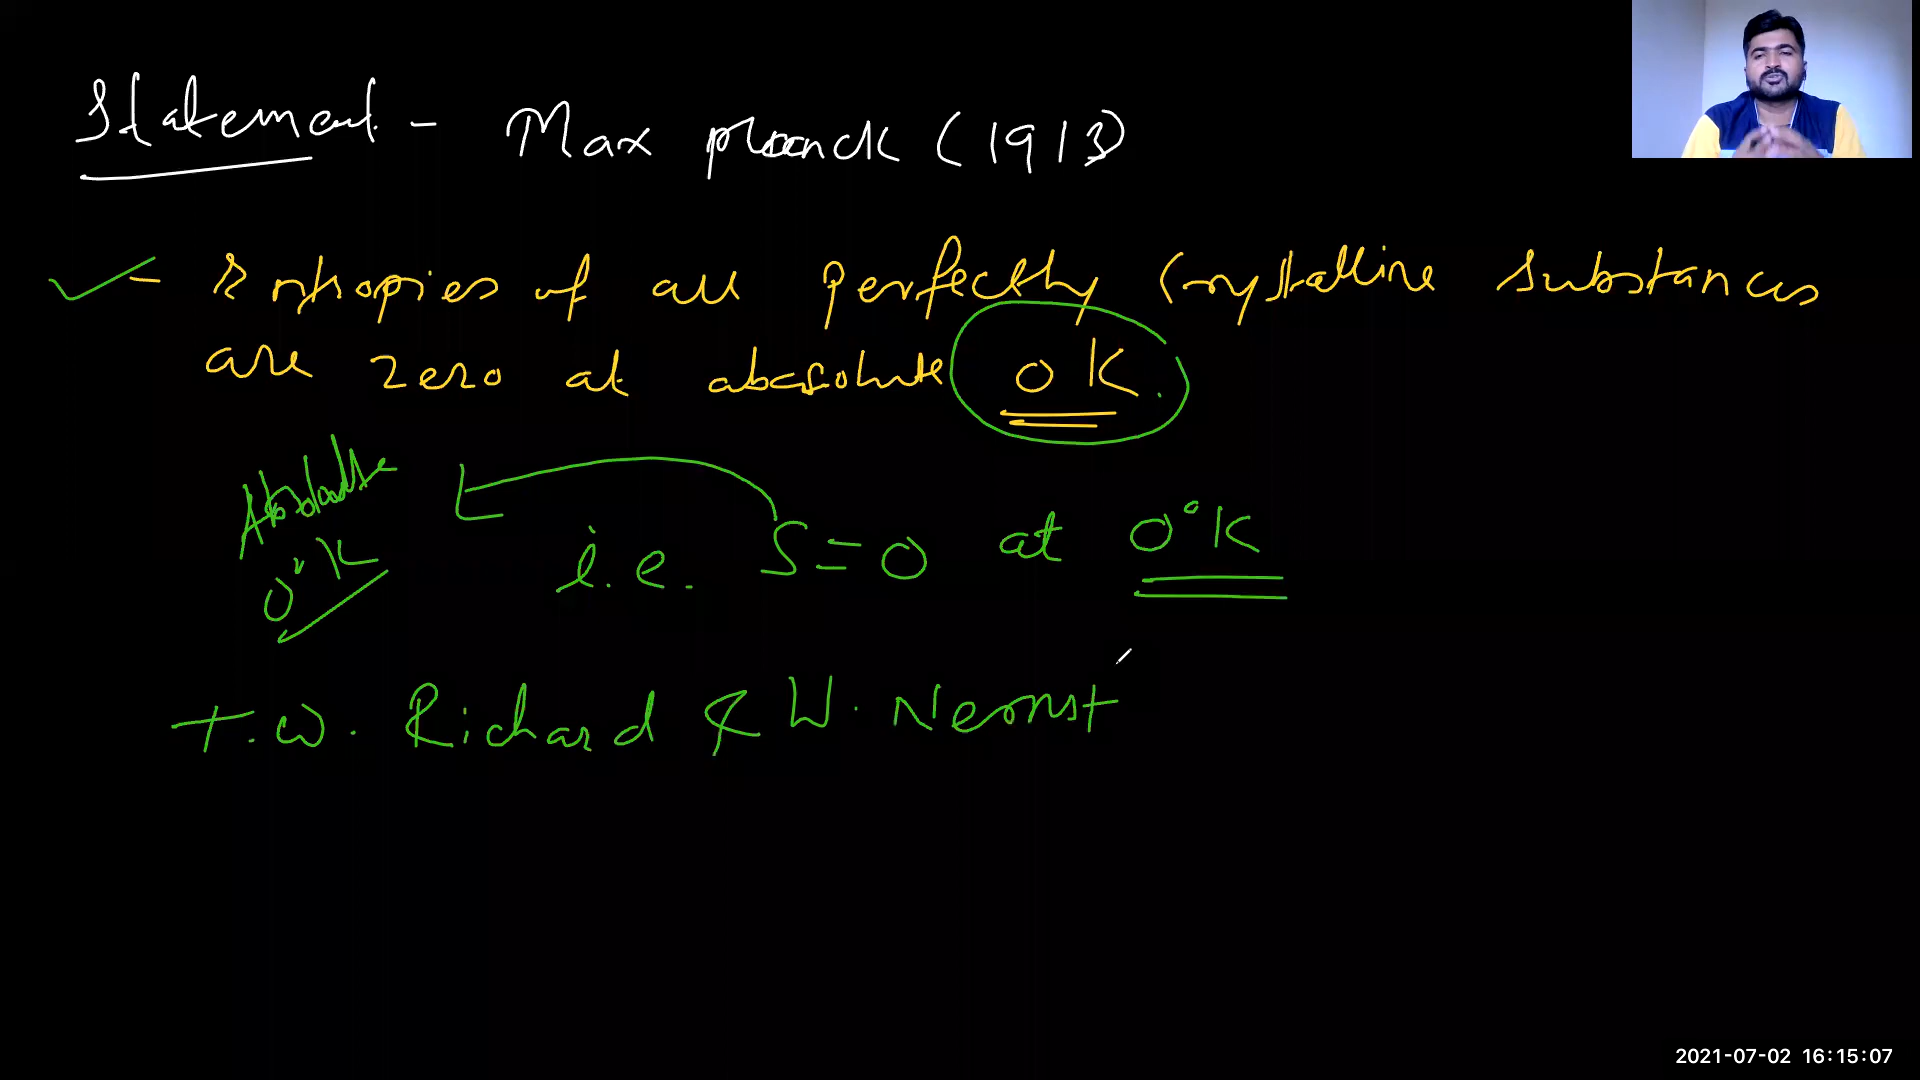 Statement - Max planck (1913)
- Entropies of all perfectly crystalline substances
are zero at absolute 0 K.
Absolute
0°K
i.e. S=0 at 0°K
T.W. Richard & W. Nernst
2021-07-02 16:15:07